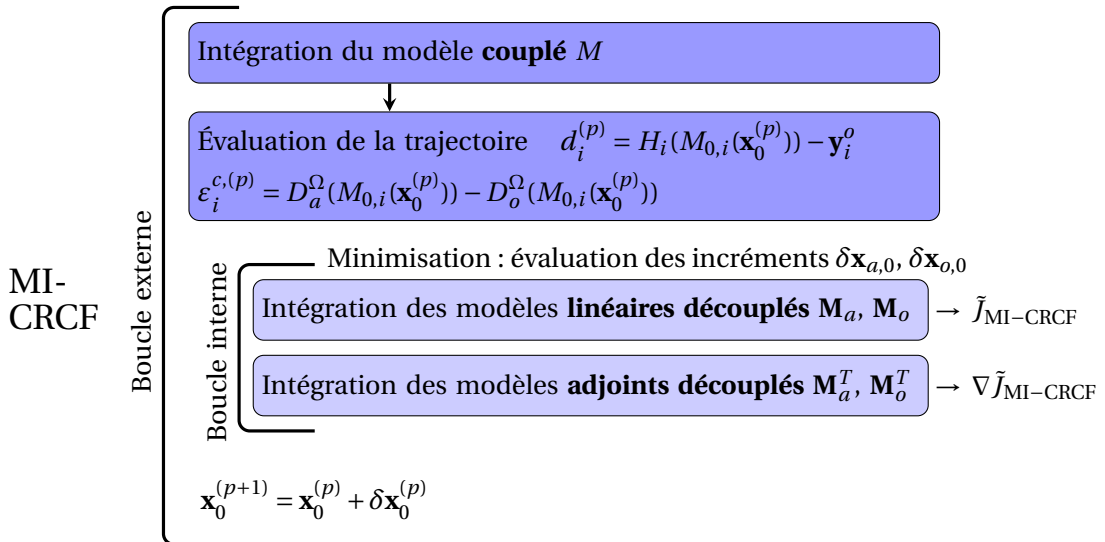 MI-
CRCF
Boucle externe
Intégration du modèle couplé M
Évaluation de la trajectoire d_i^{(p)} = H_i(M_{0,i}(x_0^{(p)})) − y_i^o
ε_i^{c,(p)} = D_a^Ω(M_{0,i}(x_0^{(p)})) − D_o^Ω(M_{0,i}(x_0^{(p)}))
Boucle interne
Minimisation : évaluation des incréments δx_{a,0}, δx_{o,0}
Intégration des modèles linéaires découplés M_a, M_o → J̃_{MI−CRCF}
Intégration des modèles adjoints découplés M_a^T, M_o^T → ∇J̃_{MI−CRCF}
x_0^{(p+1)} = x_0^{(p)} + δx_0^{(p)}